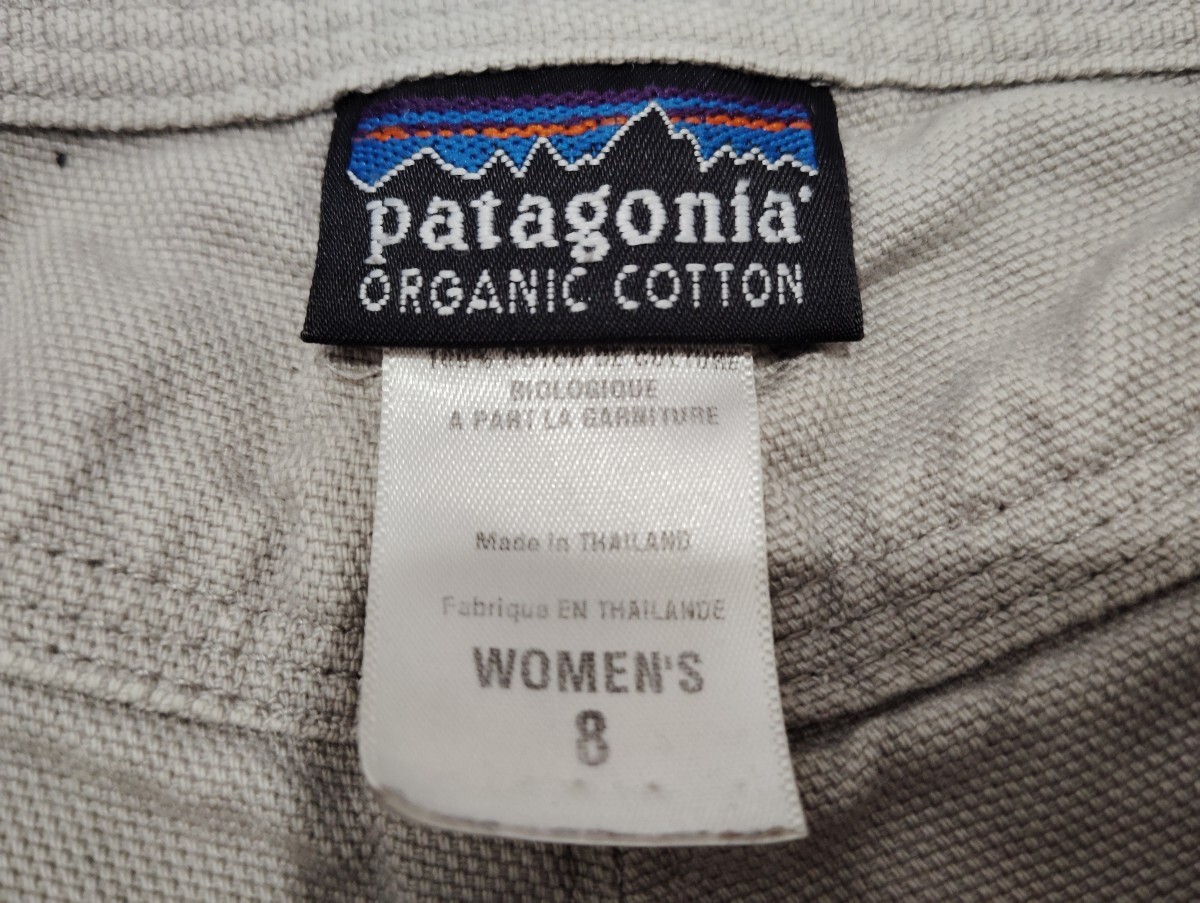 patagonia®
ORGANIC COTTON
BIOLOGIQUE
A PART LA GARNITURE
Made in THAILAND
Fabrique EN THAILANDE
WOMEN'S
8